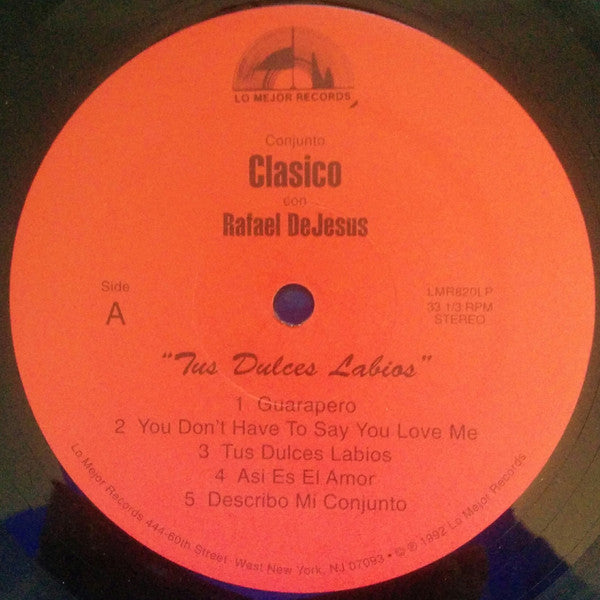 LO MEJOR RECORDS
Conjunto
Clasico
con
Rafael DeJesus
Side
A
LMR820LP
33 1/3 RPM
STEREO
"Tus Dulces Labios"
1 Guarapero
2 You Don't Have To Say You Love Me
3 Tus Dulces Labios
4 Asi Es El Amor
5 Describo Mi Conjunto
Lo Mejor Records 444-60th Street West New York, NJ 07093 • © ℗ 1992 Lo Mejor Records